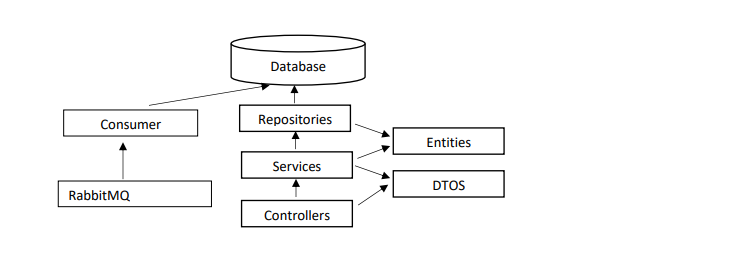 Database
Consumer
Repositories
Entities
Services
RabbitMQ
DTOS
Controllers